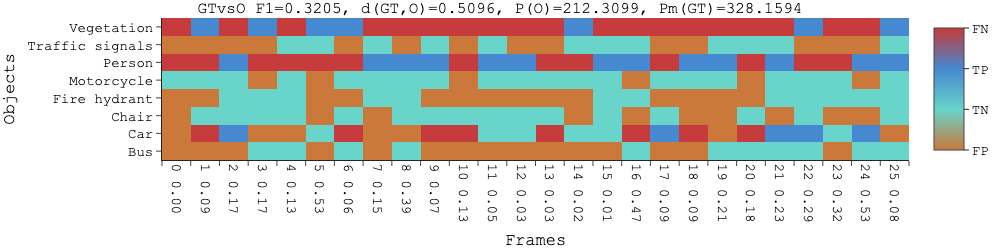 GTvsO F1=0.3205, d(GT,O)=0.5096, P(O)=212.3099, Pm(GT)=328.1594
Objects
Vegetation
Traffic signals
Person
Motorcycle
Fire hydrant
Chair
Car
Bus
FN
TP
TN
FP
0 0.00
1 0.09
2 0.17
3 0.17
4 0.13
5 0.53
6 0.06
7 0.15
8 0.39
9 0.07
10 0.13
11 0.05
12 0.03
13 0.03
14 0.02
15 0.01
16 0.47
17 0.09
18 0.09
19 0.21
20 0.14
21 0.23
22 0.29
23 0.32
24 0.53
25 0.08
Frames